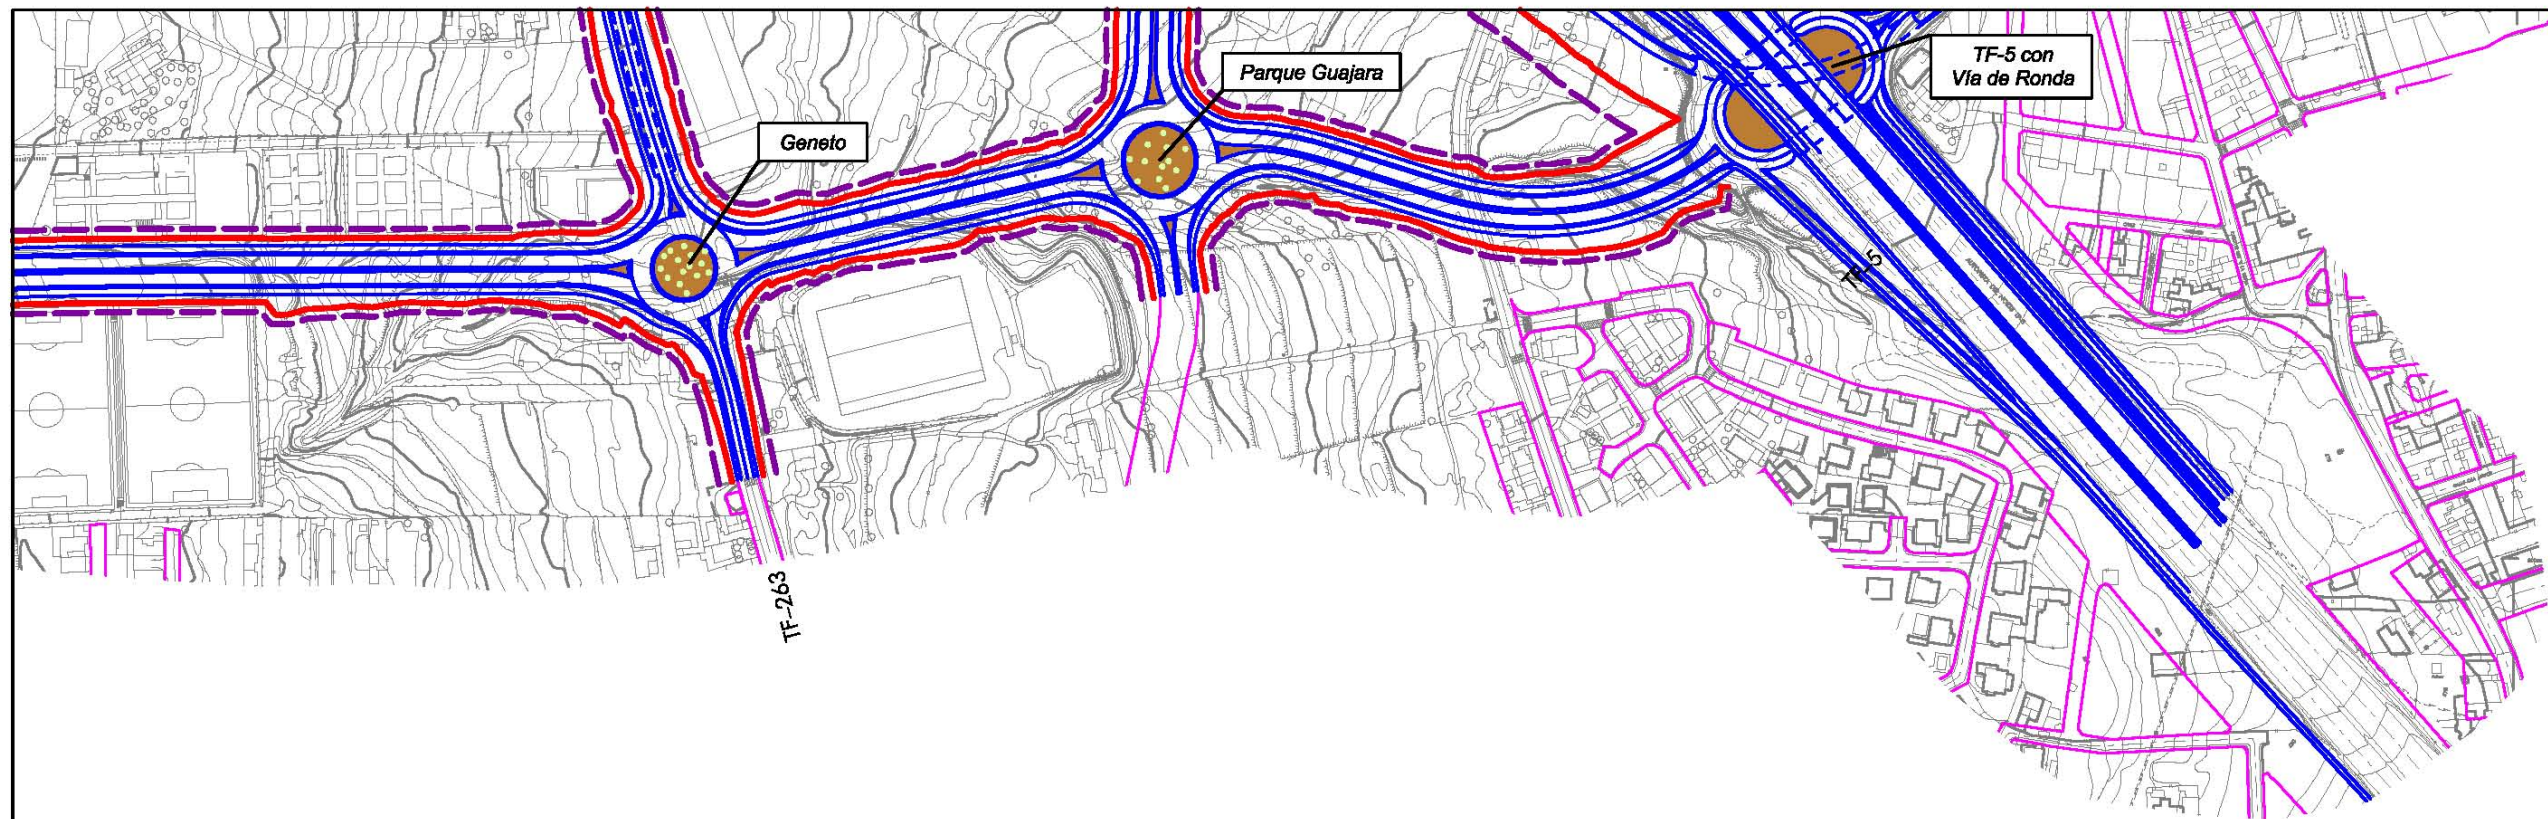 TF-5 con
Vía de Ronda
Parque Guajara
Geneto
TF-5
TF-263